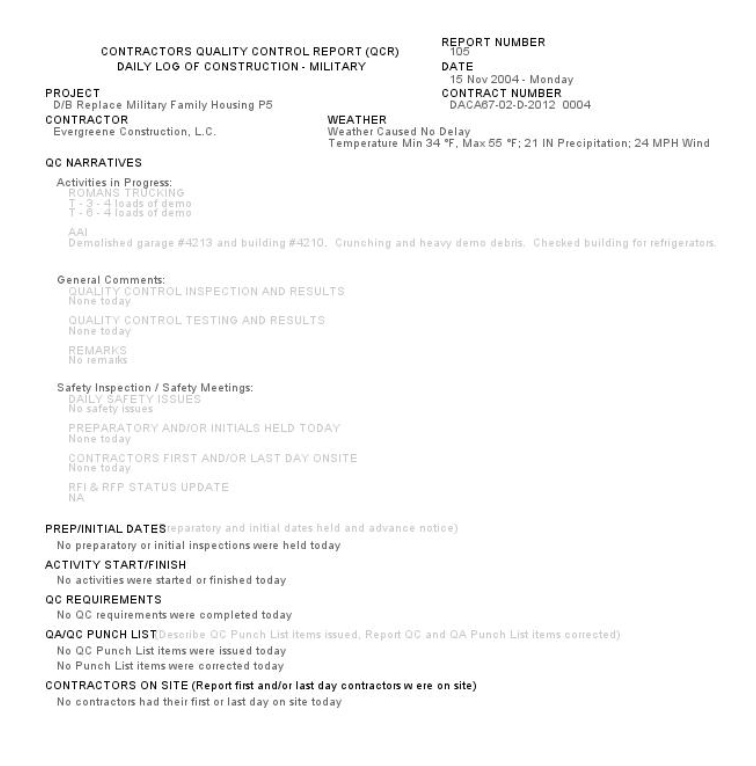 CONTRACTORS QUALITY CONTROL REPORT (QCR)
DAILY LOG OF CONSTRUCTION - MILITARY
REPORT NUMBER
105
DATE
15 Nov 2004 - Monday
PROJECT
D/B Replace Military Family Housing P5
CONTRACT NUMBER
DACA67-02-D-2012 0004
CONTRACTOR
Evergreene Construction, L.C.
WEATHER
Weather Caused No Delay
Temperature Min 34 °F, Max 55 °F; 21 IN Precipitation; 24 MPH Wind
QC NARRATIVES
Activities in Progress:
ROMANS TRUCKING
T - 3 - 4 loads of demo
T - 6 - 4 loads of demo
AAI
Demolished garage #4213 and building #4210. Crunching and heavy demo debris. Checked building for refrigerators.
General Comments:
QUALITY CONTROL INSPECTION AND RESULTS
None today
QUALITY CONTROL TESTING AND RESULTS
None today
REMARKS
No remarks
Safety Inspection / Safety Meetings:
DAILY SAFETY ISSUES
No safety issues
PREPARATORY AND/OR INITIALS HELD TODAY
None today
CONTRACTORS FIRST AND/OR LAST DAY ONSITE
None today
RFI & RFP STATUS UPDATE
NA
PREP/INITIAL DATES reparatory and initial dates held and advance notice)
No preparatory or initial inspections were held today
ACTIVITY START/FINISH
No activities were started or finished today
QC REQUIREMENTS
No QC requirements were completed today
QA/QC PUNCH LIST (Describe QC Punch List items issued, Report QC and QA Punch List items corrected)
No QC Punch List items were issued today
No Punch List items were corrected today
CONTRACTORS ON SITE (Report first and/or last day contractors were on site)
No contractors had their first or last day on site today